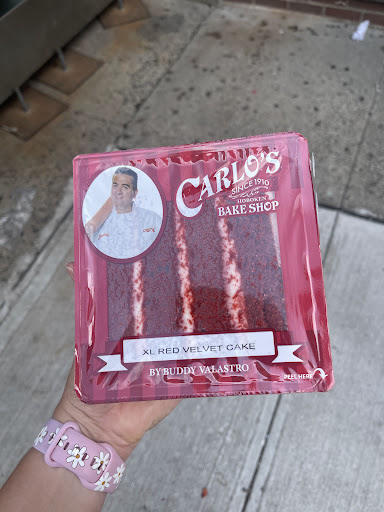 CARLO'S
SINCE 1910
HOBOKEN
BAKE SHOP
XL RED VELVET CAKE
BY BUDDY VALASTRO
PEEL HERE